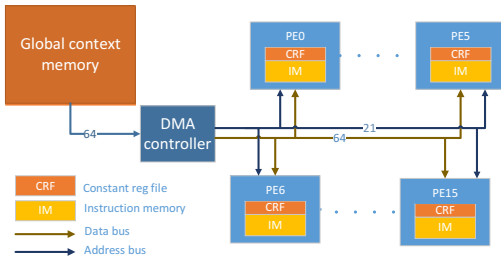 Global context
memory
64
DMA
controller
PE0
CRF
IM
PE5
CRF
IM
21
64
PE6
CRF
IM
PE15
CRF
IM
CRF Constant reg file
IM Instruction memory
Data bus
Address bus